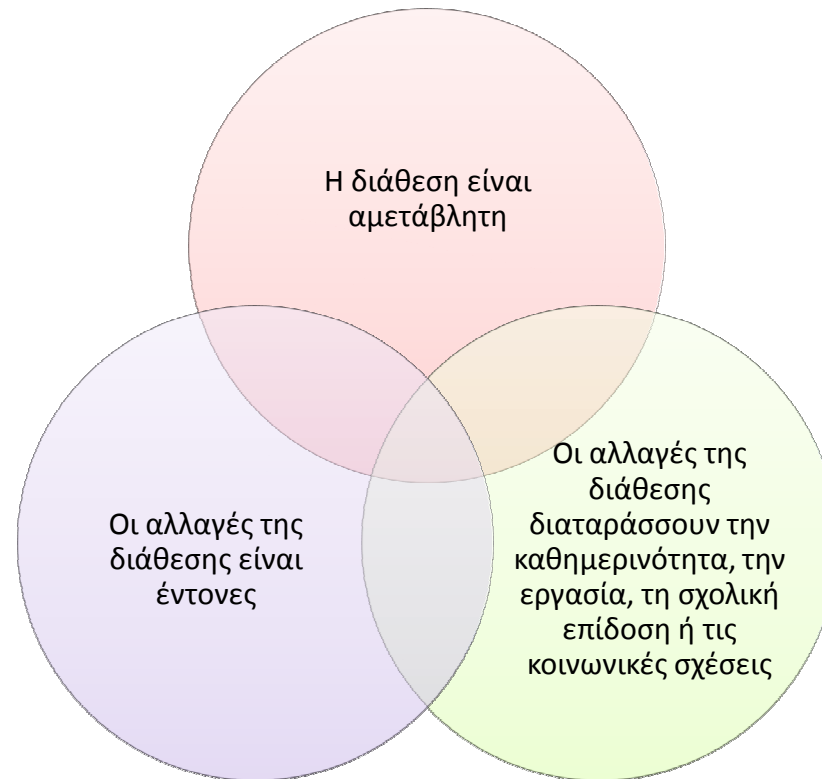 Η διάθεση είναι
αμετάβλητη
Οι αλλαγές της
διάθεσης είναι
έντονες
Οι αλλαγές της
διάθεσης
διαταράσσουν την
καθημερινότητα, την
εργασία, τη σχολική
επίδοση ή τις
κοινωνικές σχέσεις